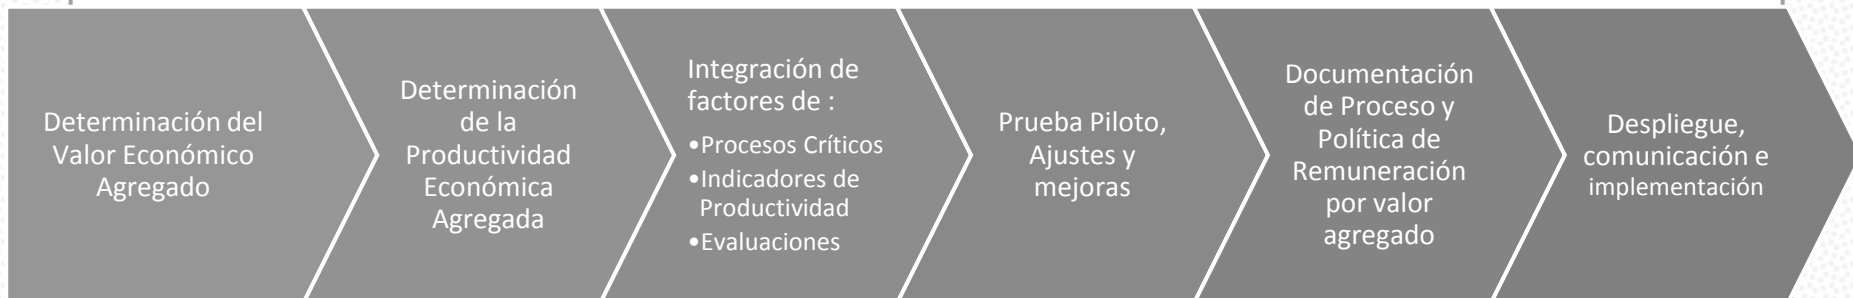 Determinación del
Valor Económico
Agregado
Determinación
de la
Productividad
Económica
Agregada
Integración de
factores de :
•Procesos Críticos
•Indicadores de
Productividad
•Evaluaciones
Prueba Piloto,
Ajustes y
mejoras
Documentación
de Proceso y
Política de
Remuneración
por valor
agregado
Despliegue,
comunicación e
implementación